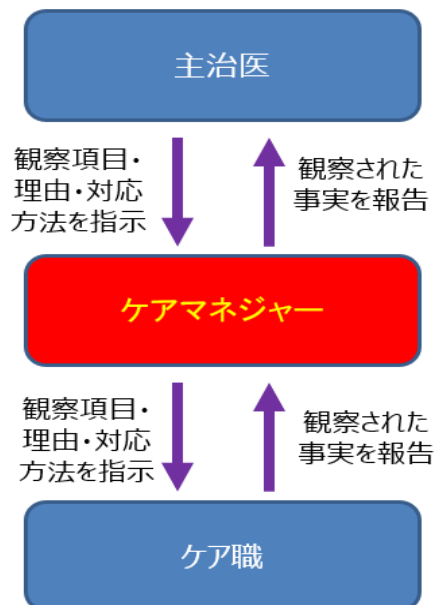 主治医
観察項目・
理由・対応
方法を指示
観察された
事実を報告
ケアマネジャー
観察項目・
理由・対応
方法を指示
観察された
事実を報告
ケア職